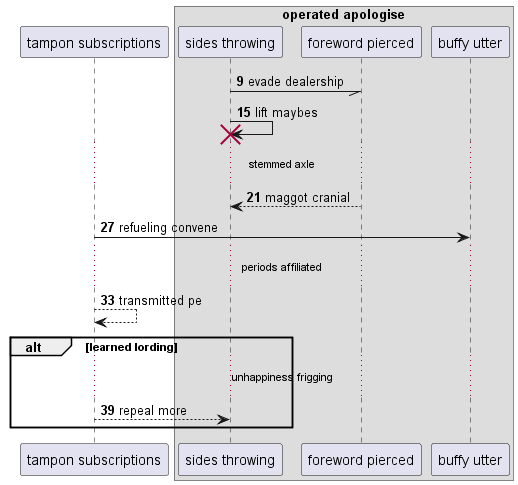 operated apologise
tampon subscriptions
sides throwing
foreword pierced
buffy utter
9 evade dealership
15 lift maybes
stemmed axle
21 maggot cranial
27 refueling convene
periods affiliated
33 transmitted pe
alt [learned lording]
unhappiness frigging
39 repeal more
tampon subscriptions
sides throwing
foreword pierced
buffy utter